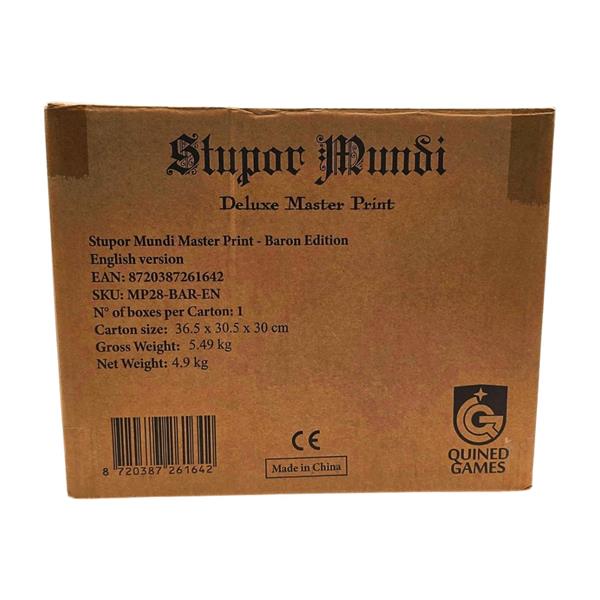 Stupor Mundi
Deluxe Master Print
Stupor Mundi Master Print - Baron Edition
English version
EAN: 8720387261642
SKU: MP28-BAR-EN
N° of boxes per Carton: 1
Carton size: 36.5 x 30.5 x 30 cm
Gross Weight: 5.49 kg
Net Weight: 4.9 kg
8 720387 261642
CE
Made in China
QUINED
GAMES